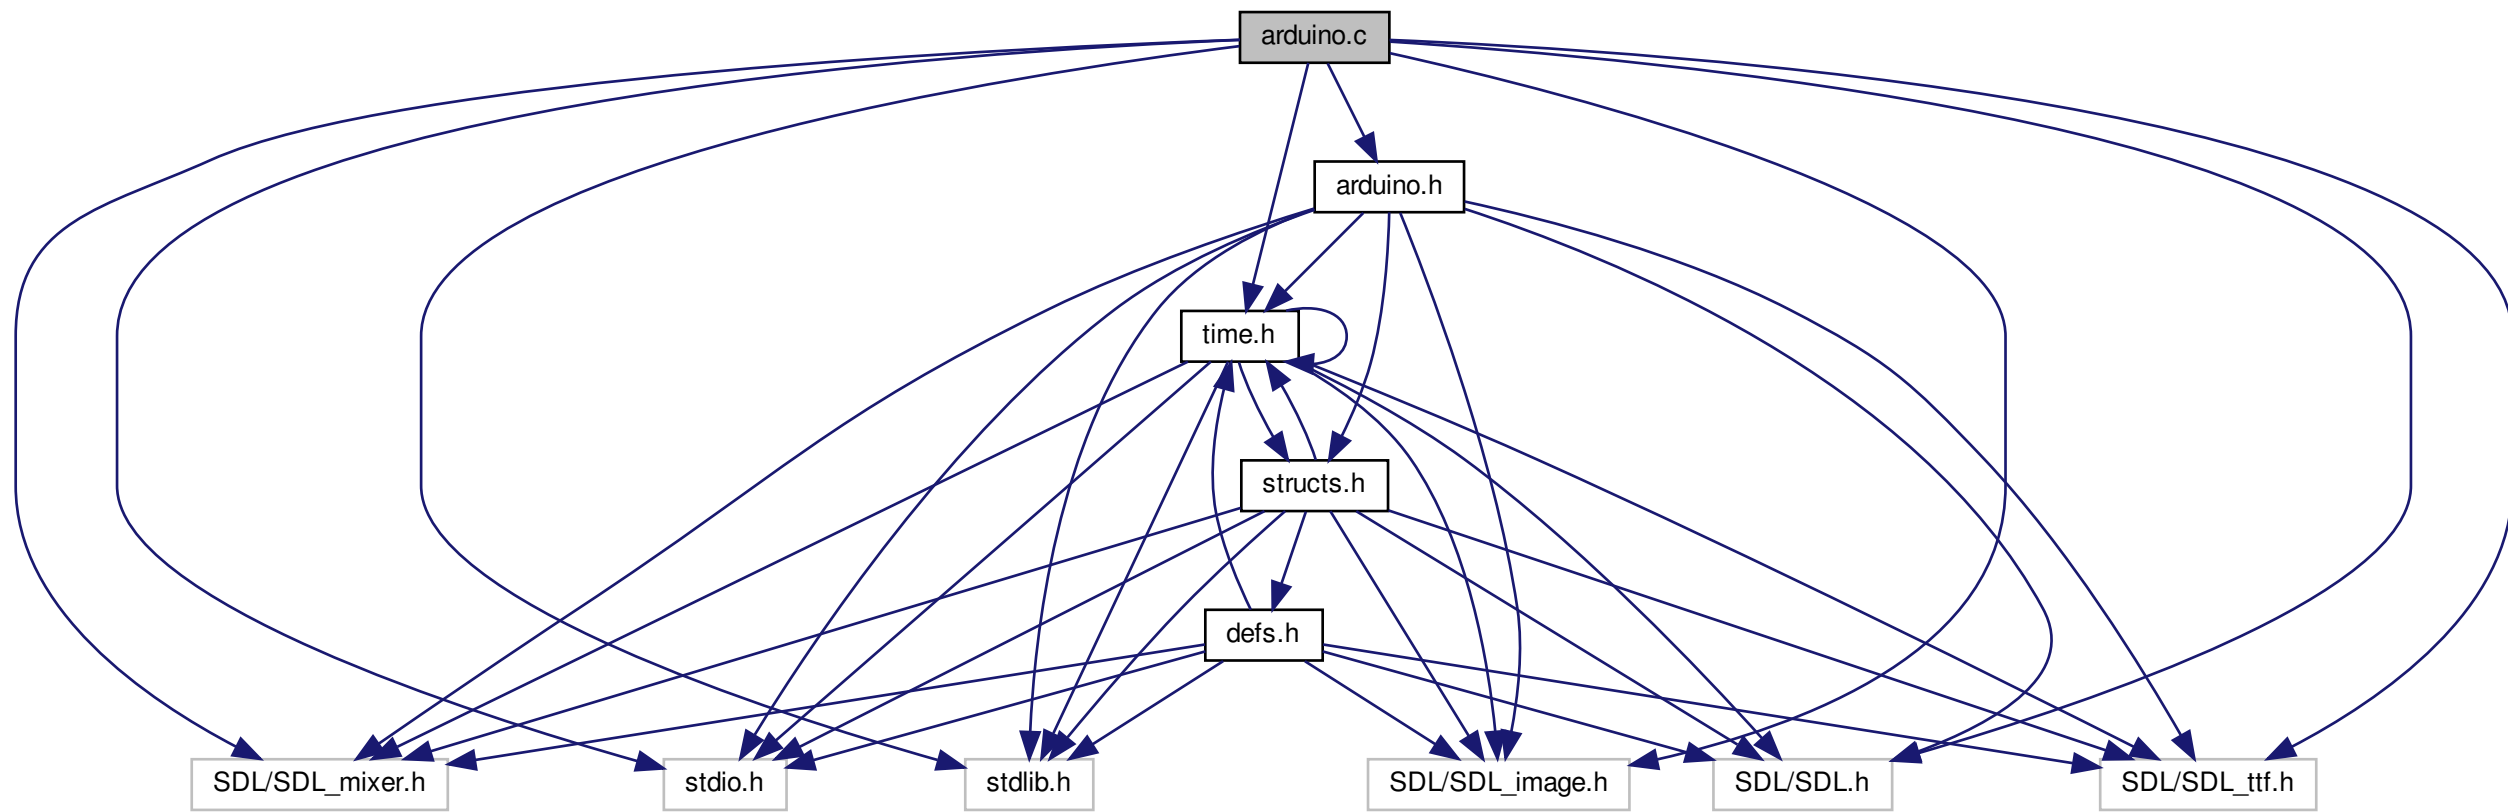 arduino.c
arduino.h
time.h
structs.h
defs.h
SDL/SDL_mixer.h
stdio.h
stdlib.h
SDL/SDL_image.h
SDL/SDL.h
SDL/SDL_ttf.h